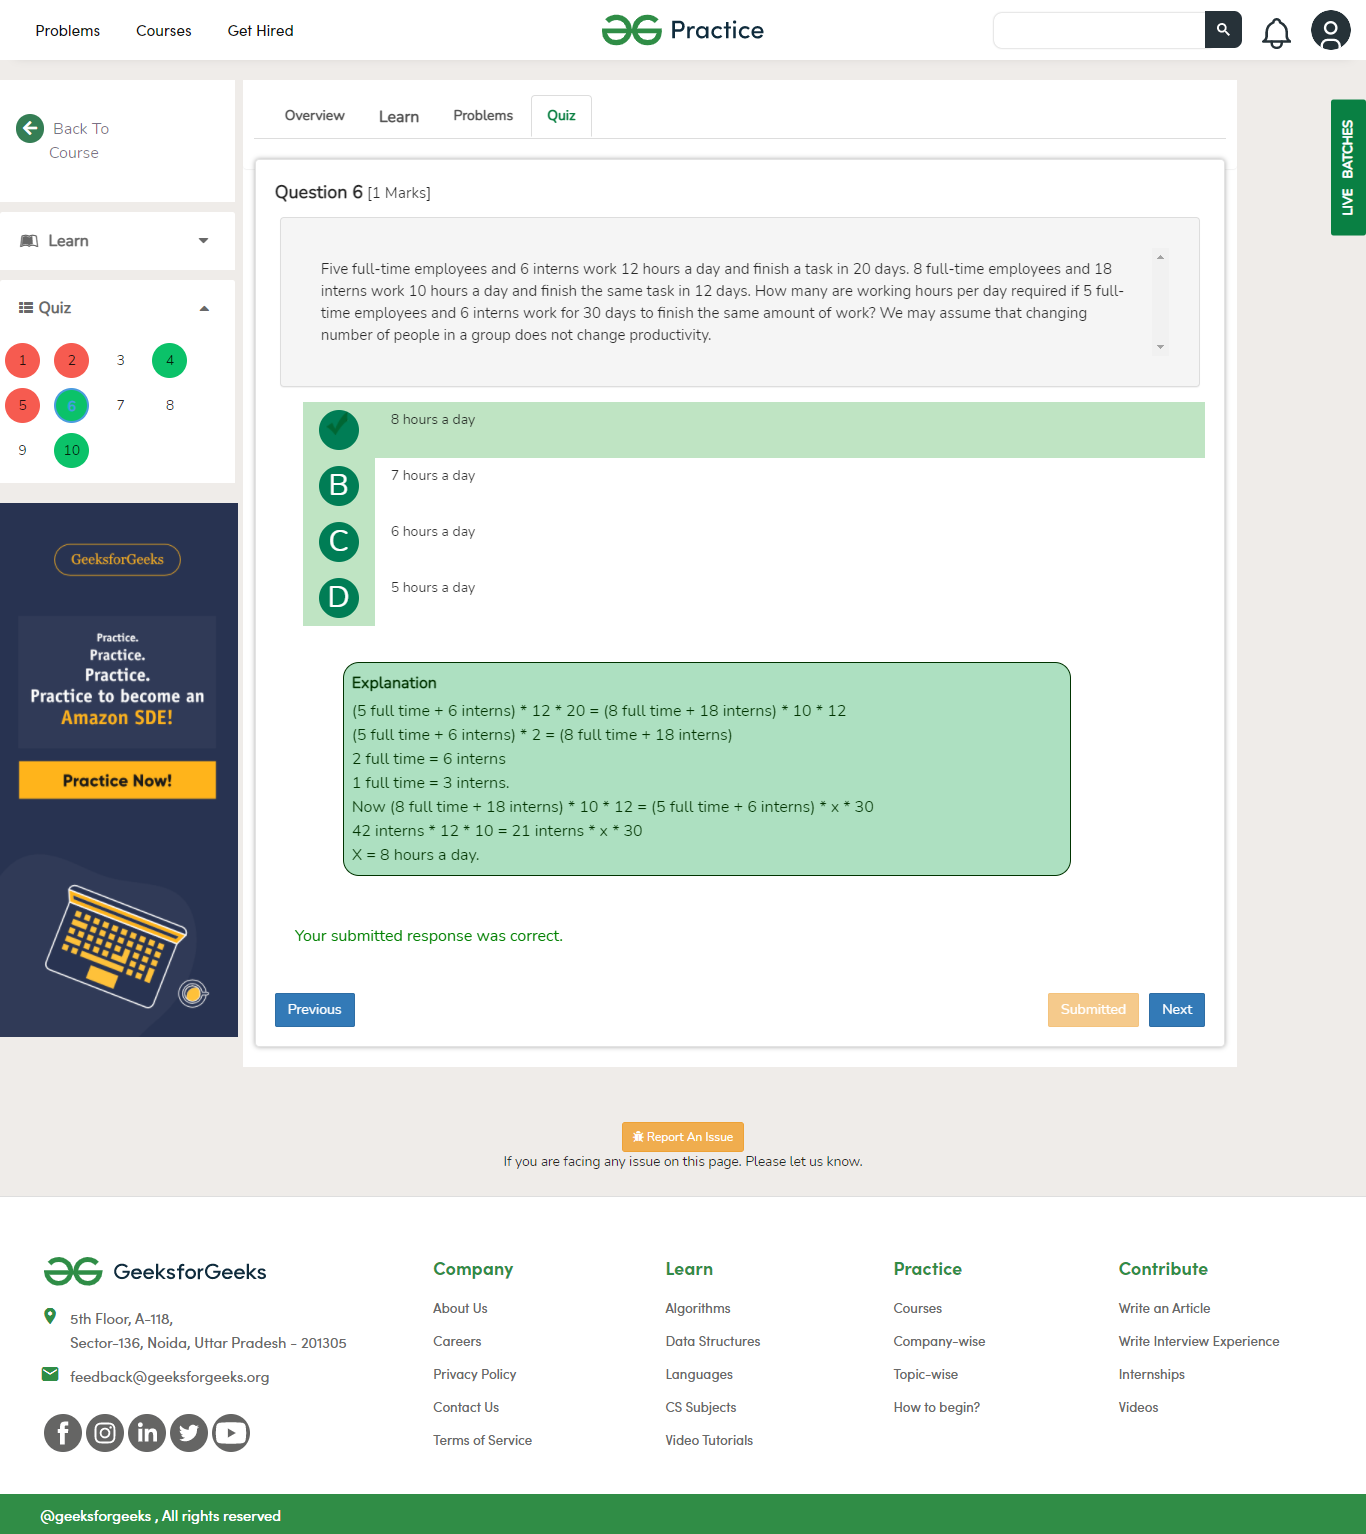 Problems Courses Get Hired
Practice
Back To
Course
Learn
Quiz
1 2 3 4
5 6 7 8
9 10
GeeksforGeeks
Practice.
Practice.
Practice.
Practice to become an
Amazon SDE!
Practice Now!
Overview Learn Problems Quiz
Question 6 [1 Marks]
Five full-time employees and 6 interns work 12 hours a day and finish a task in 20 days. 8 full-time employees and 18
interns work 10 hours a day and finish the same task in 12 days. How many are working hours per day required if 5 full-
time employees and 6 interns work for 30 days to finish the same amount of work? We may assume that changing
number of people in a group does not change productivity.
8 hours a day
B 7 hours a day
C 6 hours a day
D 5 hours a day
Explanation
(5 full time + 6 interns) * 12 * 20 = (8 full time + 18 interns) * 10 * 12
(5 full time + 6 interns) * 2 = (8 full time + 18 interns)
2 full time = 6 interns
1 full time = 3 interns.
Now (8 full time + 18 interns) * 10 * 12 = (5 full time + 6 interns) * x * 30
42 interns * 12 * 10 = 21 interns * x * 30
X = 8 hours a day.
Your submitted response was correct.
Previous Submitted Next
LIVE BATCHES
Report An Issue
If you are facing any issue on this page. Please let us know.
GeeksforGeeks
5th Floor, A-118,
Sector-136, Noida, Uttar Pradesh - 201305
feedback@geeksforgeeks.org
Company
About Us
Careers
Privacy Policy
Contact Us
Terms of Service
Learn
Algorithms
Data Structures
Languages
CS Subjects
Video Tutorials
Practice
Courses
Company-wise
Topic-wise
How to begin?
Contribute
Write an Article
Write Interview Experience
Internships
Videos
@geeksforgeeks , All rights reserved